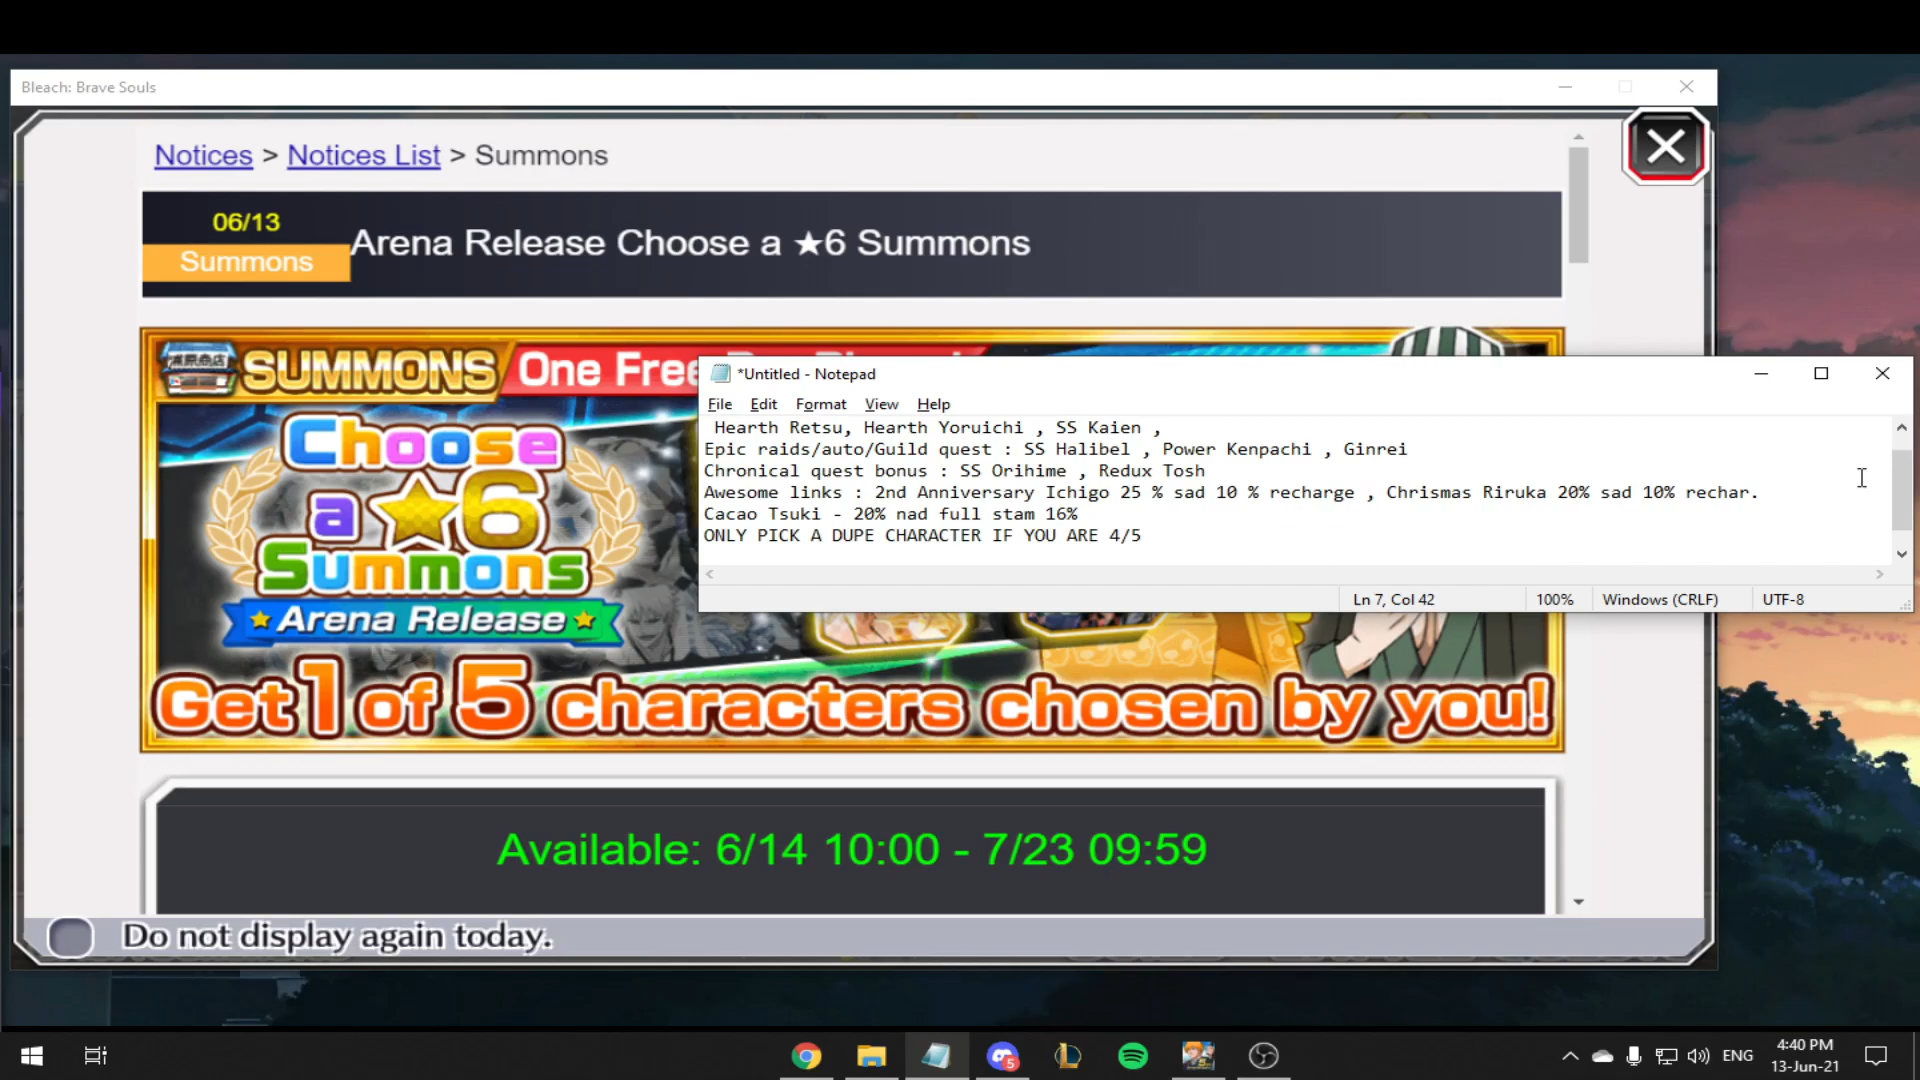 Bleach: Brave Souls
Notices > Notices List > Summons
06/13
Summons
Arena Release Choose a ★6 Summons
SUMMONS
One Free
Choose
a ★6
Summons
★ Arena Release ★
Get 1 of 5 characters chosen by you!
*Untitled - Notepad
File Edit Format View Help
Hearth Retsu, Hearth Yoruichi , SS Kaien ,
Epic raids/auto/Guild quest : SS Halibel , Power Kenpachi , Ginrei
Chronical quest bonus : SS Orihime , Redux Tosh
Awesome links : 2nd Anniversary Ichigo 25 % sad 10 % recharge , Chrismas Riruka 20% sad 10% rechar.
Cacao Tsuki - 20% nad full stam 16%
ONLY PICK A DUPE CHARACTER IF YOU ARE 4/5
Ln 7, Col 42
100%
Windows (CRLF)
UTF-8
Available: 6/14 10:00 - 7/23 09:59
Do not display again today.
5
ENG
4:40 PM
13-Jun-21